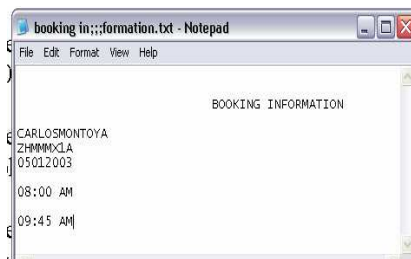 booking in;;;formation.txt - Notepad
File Edit Format View Help
BOOKING INFORMATION
CARLOSMONTOYA
ZHMMMX1A
05012003
08:00 AM
09:45 AM